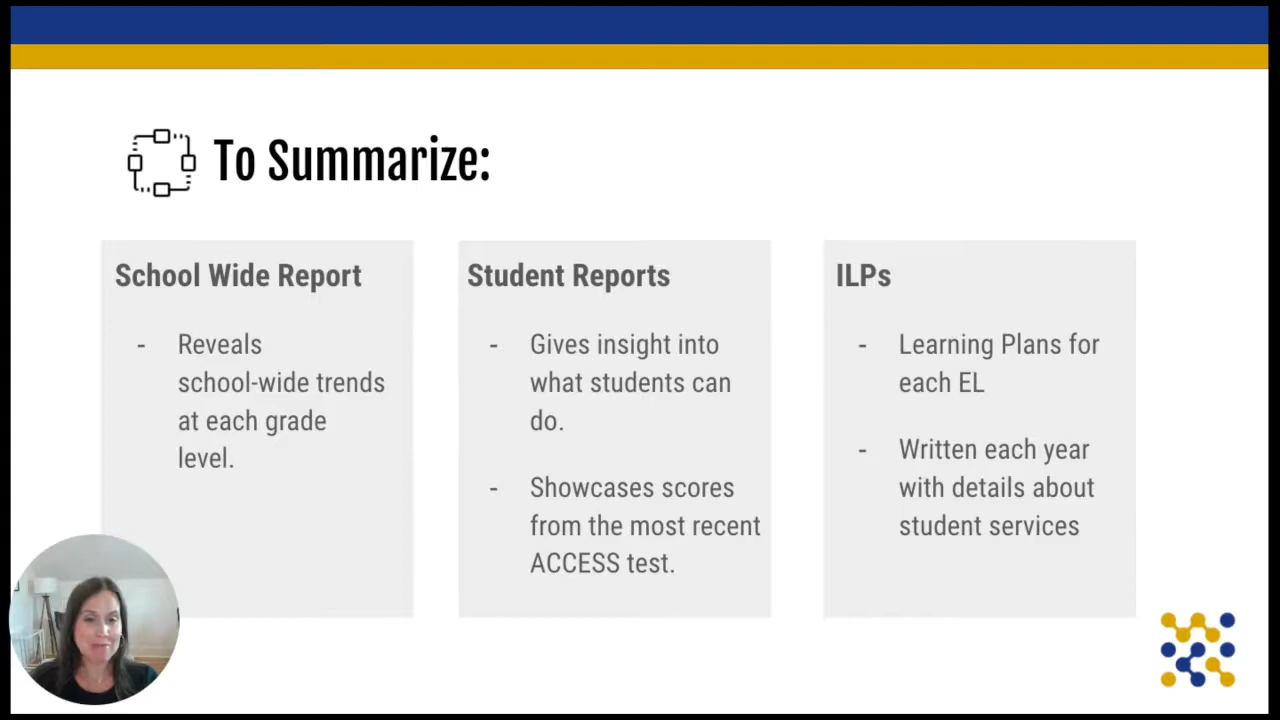 To Summarize:
School Wide Report
- Reveals
school-wide trends
at each grade
level.
Student Reports
- Gives insight into
what students can
do.
- Showcases scores
from the most recent
ACCESS test.
ILPs
- Learning Plans for
each EL
- Written each year
with details about
student services